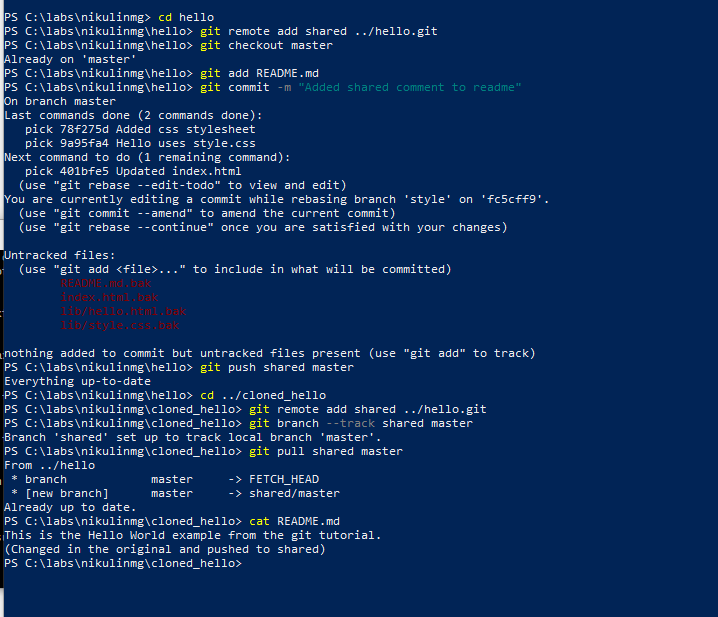 PS C:\labs\nikulinmg> cd hello
PS C:\labs\nikulinmg\hello> git remote add shared ../hello.git
PS C:\labs\nikulinmg\hello> git checkout master
Already on 'master'
PS C:\labs\nikulinmg\hello> git add README.md
PS C:\labs\nikulinmg\hello> git commit -m "Added shared comment to readme"
On branch master
Last commands done (2 commands done):
   pick 78f275d Added css stylesheet
   pick 9a95fa4 Hello uses style.css
Next command to do (1 remaining command):
   pick 401bfe5 Updated index.html
  (use "git rebase --edit-todo" to view and edit)
You are currently editing a commit while rebasing branch 'style' on 'fc5cff9'.
  (use "git commit --amend" to amend the current commit)
  (use "git rebase --continue" once you are satisfied with your changes)

Untracked files:
  (use "git add <file>..." to include in what will be committed)
        README.md.bak
        index.html.bak
        lib/hello.html.bak
        lib/style.css.bak

nothing added to commit but untracked files present (use "git add" to track)
PS C:\labs\nikulinmg\hello> git push shared master
Everything up-to-date
PS C:\labs\nikulinmg\hello> cd ../cloned_hello
PS C:\labs\nikulinmg\cloned_hello> git remote add shared ../hello.git
PS C:\labs\nikulinmg\cloned_hello> git branch --track shared master
Branch 'shared' set up to track local branch 'master'.
PS C:\labs\nikulinmg\cloned_hello> git pull shared master
From ../hello
 * branch            master     -> FETCH_HEAD
 * [new branch]      master     -> shared/master
Already up to date.
PS C:\labs\nikulinmg\cloned_hello> cat README.md
This is the Hello World example from the git tutorial.
(Changed in the original and pushed to shared)
PS C:\labs\nikulinmg\cloned_hello>